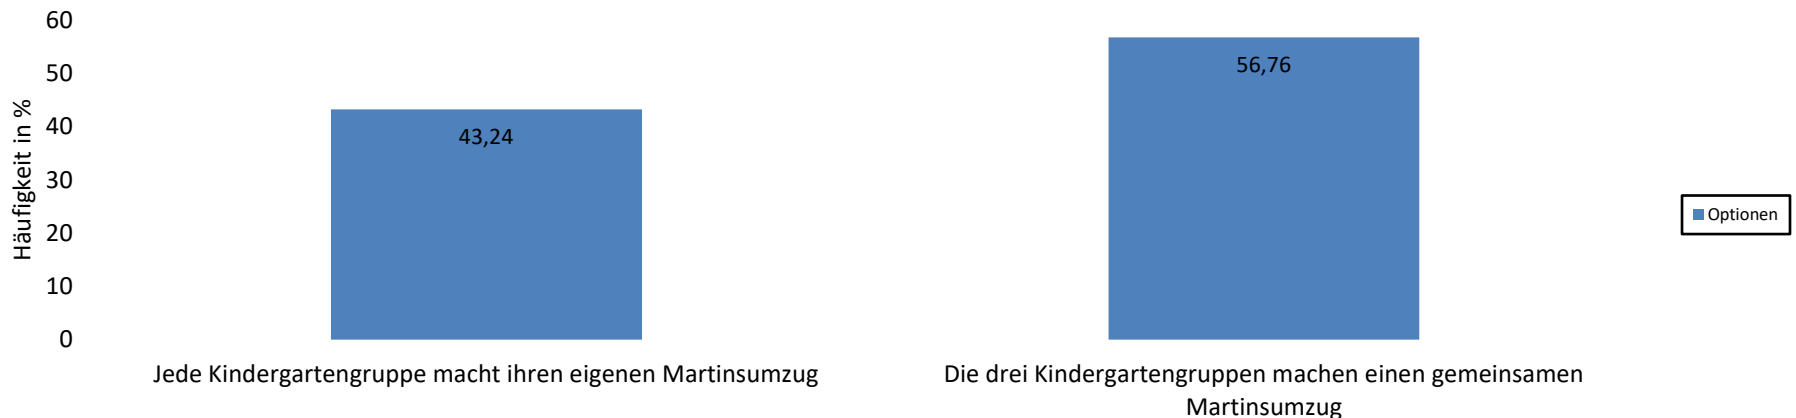 60
50
40
30
20
10
0
Häufigkeit in %
43,24
56,76
Optionen
Jede Kindergartengruppe macht ihren eigenen Martinsumzug
Die drei Kindergartengruppen machen einen gemeinsamen
Martinsumzug